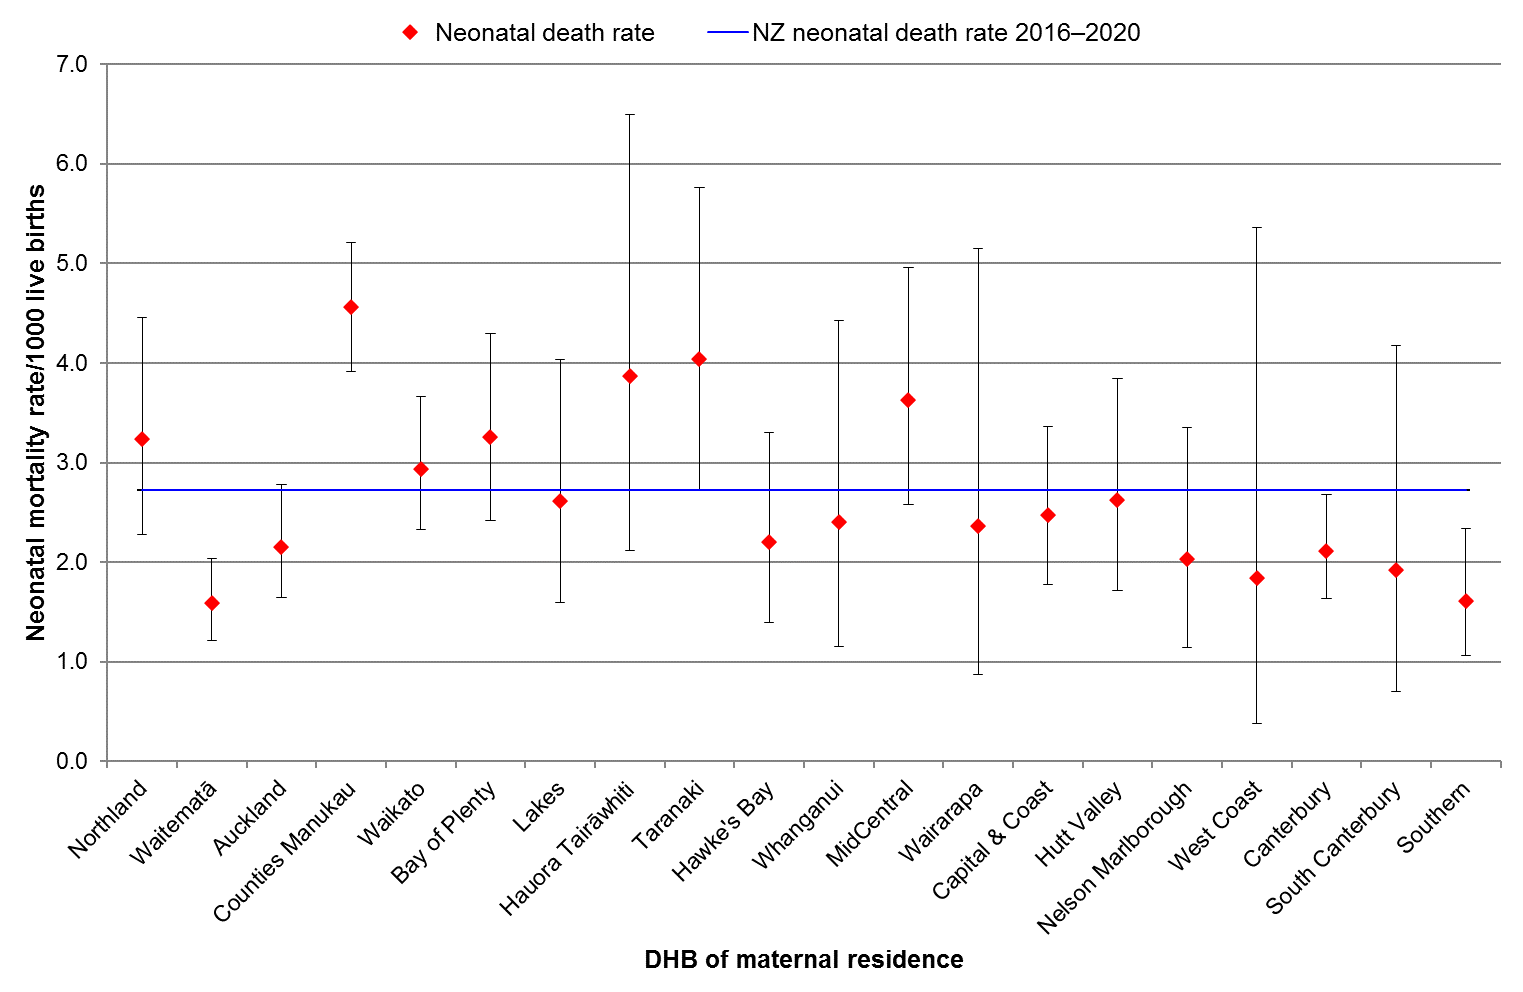 Neonatal death rate
NZ neonatal death rate 2016–2020
7.0
6.0
5.0
4.0
3.0
2.0
1.0
0.0
Neonatal mortality rate/1000 live births
Northland
Waitematā
Auckland
Counties Manukau
Waikato
Bay of Plenty
Lakes
Hauora Tairāwhiti
Taranaki
Hawke's Bay
Whanganui
MidCentral
Wairarapa
Capital & Coast
Hutt Valley
Nelson Marlborough
West Coast
Canterbury
South Canterbury
Southern
DHB of maternal residence